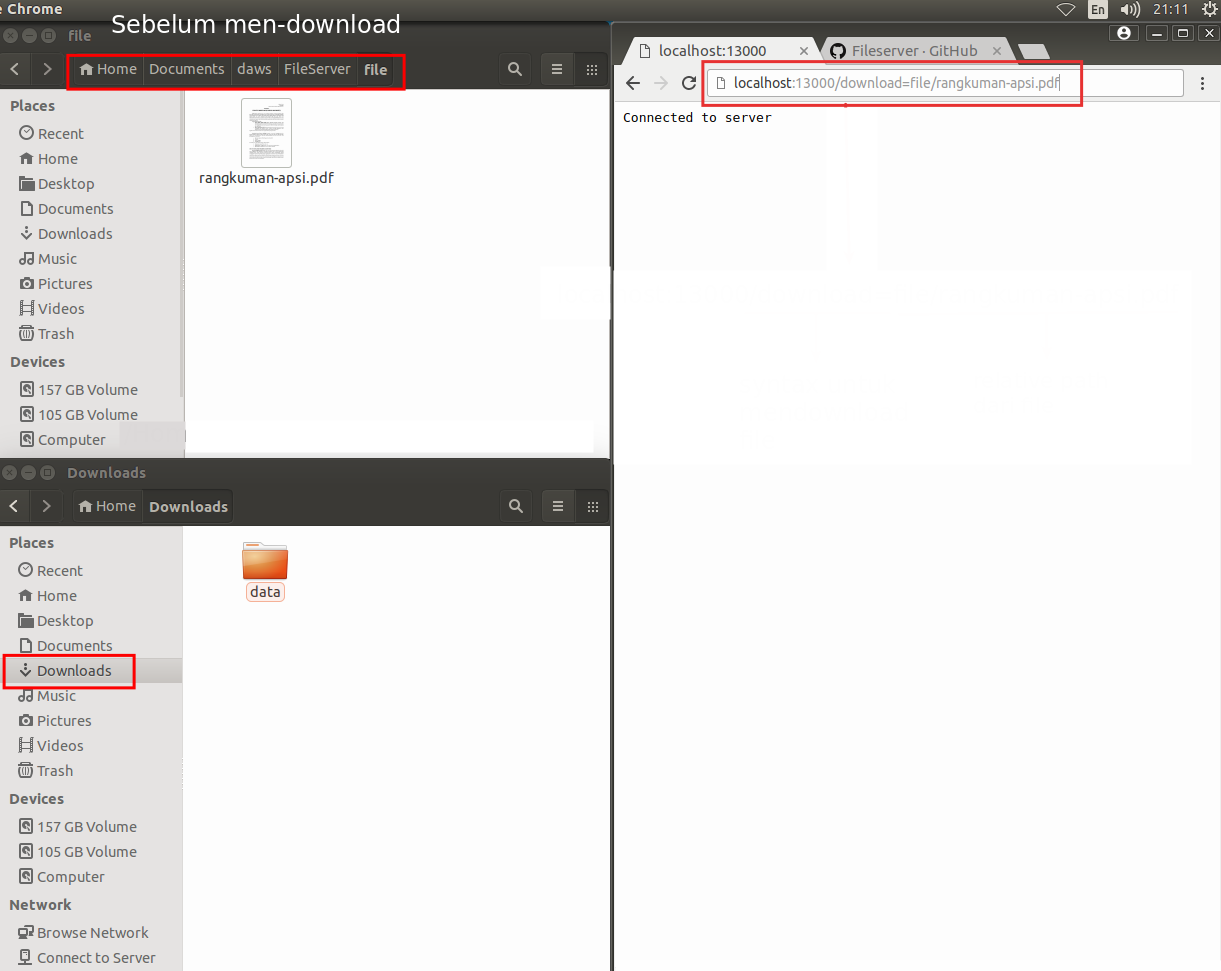 Chrome
En
21:11
Sebelum men-download
file
Home Documents daws FileServer file
Places
Recent
Home
Desktop
Documents
Downloads
Music
Pictures
Videos
Trash
Devices
157 GB Volume
105 GB Volume
Computer
rangkuman-apsi.pdf
Downloads
Home Downloads
Places
Recent
Home
Desktop
Documents
Downloads
Music
Pictures
Videos
Trash
Devices
157 GB Volume
105 GB Volume
Computer
Network
Browse Network
Connect to Server
data
localhost:13000
Fileserver · GitHub
localhost:13000/download=file/rangkuman-apsi.pdf
Connected to server